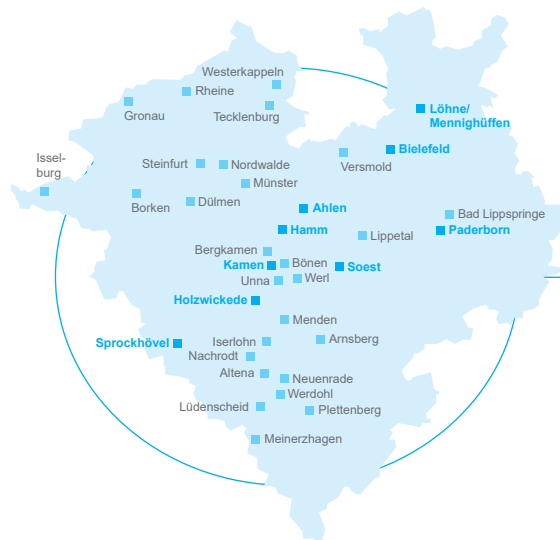 Westerkappeln
Rheine
Gronau
Tecklenburg
Löhne/
Mennighüffen
Bielefeld
Versmold
Issel-
burg
Steinfurt
Nordwalde
Münster
Borken
Dülmen
Ahlen
Bad Lippspringe
Hamm
Lippetal
Paderborn
Bergkamen
Kamen
Bönen
Soest
Unna
Werl
Holzwickede
Menden
Sprockhövel
Iserlohn
Arnsberg
Nachrodt
Altena
Neuenrade
Werdohl
Lüdenscheid
Plettenberg
Meinerzhagen